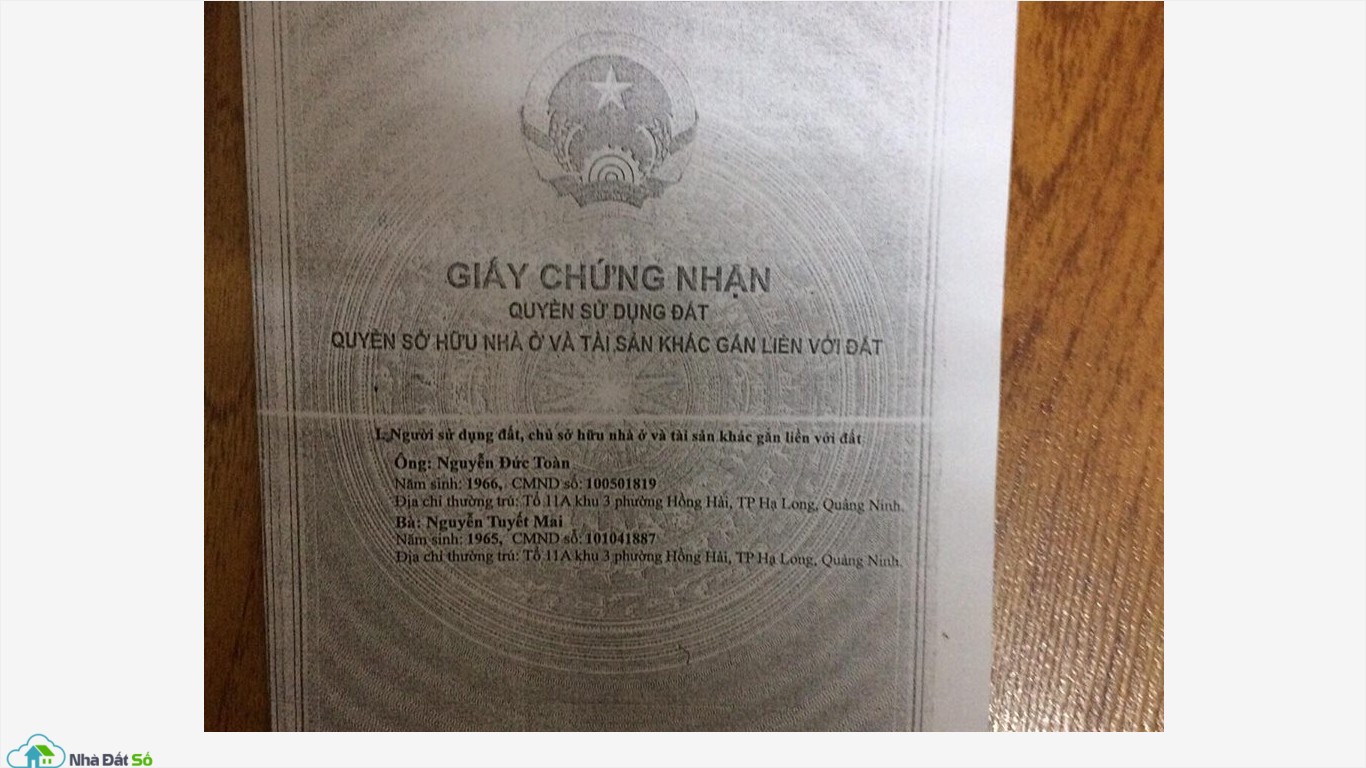 GIẤY CHỨNG NHẬN
QUYỀN SỬ DỤNG ĐẤT
QUYỀN SỞ HỮU NHÀ Ở VÀ TÀI SẢN KHÁC GẮN LIỀN VỚI ĐẤT
I. Người sử dụng đất, chủ sở hữu nhà ở và tài sản khác gắn liền với đất
Ông: Nguyễn Đức Toàn
Năm sinh: 1966, CMND số: 100501819
Địa chỉ thường trú: Tổ 11A khu 3 phường Hồng Hải, TP Hạ Long, Quảng Ninh.
Bà: Nguyễn Tuyết Mai
Năm sinh: 1965, CMND số: 101041887
Địa chỉ thường trú: Tổ 11A khu 3 phường Hồng Hải, TP Hạ Long, Quảng Ninh.
Nhà Đất Số